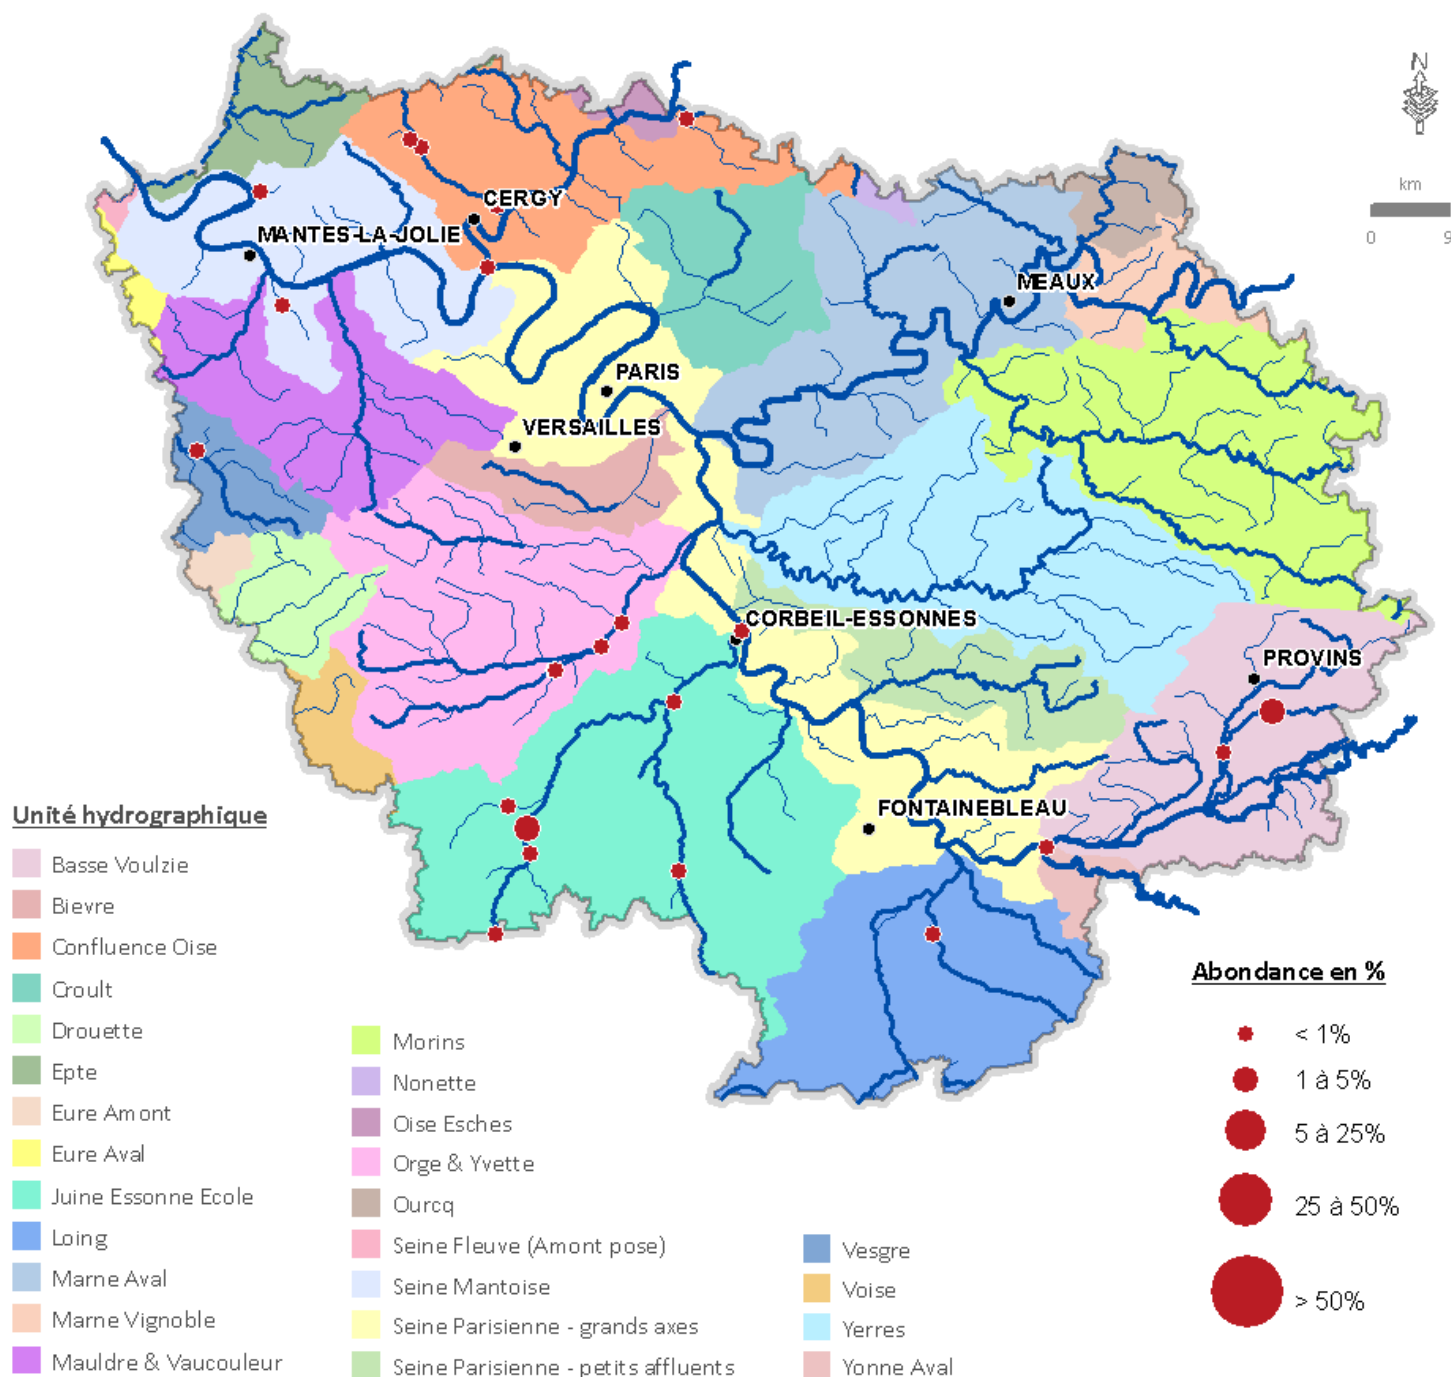 N
km
0 9
CERGY
MANTES-LA-JOLIE
MEAUX
PARIS
VERSAILLES
CORBEIL-ESSONNES
PROVINS
FONTAINEBLEAU
Unité hydrographique
Basse Voulzie
Bievre
Confluence Oise
Croult
Drouette
Epte
Eure Amont
Eure Aval
Juine Essonne Ecole
Loing
Marne Aval
Marne Vignoble
Mauldre & Vaucouleur
Morins
Nonette
Oise Esches
Orge & Yvette
Ourcq
Seine Fleuve (Amont pose)
Seine Mantoise
Seine Parisienne - grands axes
Seine Parisienne - petits affluents
Vesgre
Voise
Yerres
Yonne Aval
Abondance en %
< 1%
1 à 5%
5 à 25%
25 à 50%
> 50%